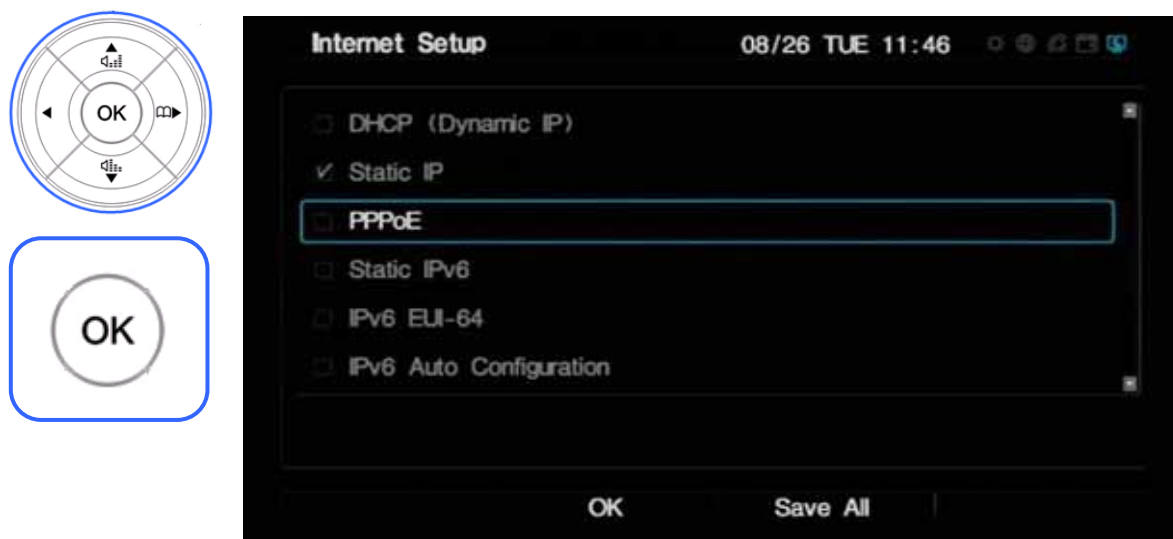 OK
OK
Internet Setup 08/26 TUE 11:46
DHCP (Dynamic IP)
Static IP
PPPoE
Static IPv6
IPv6 EUI-64
IPv6 Auto Configuration
OK Save All